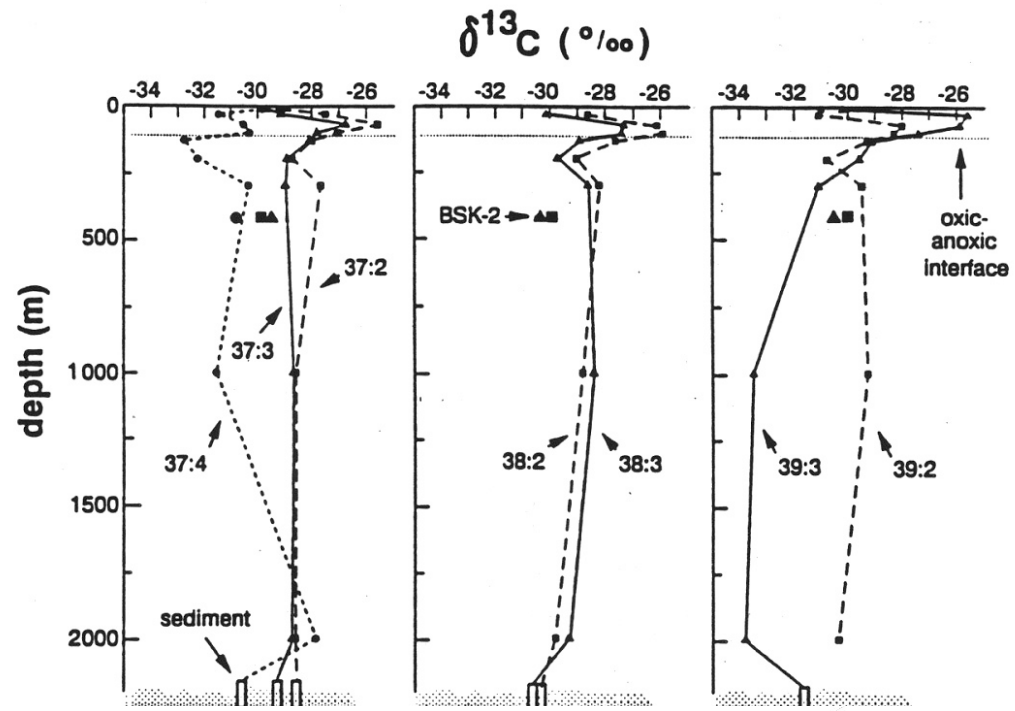 δ13C (°/oo)
-34 -32 -30 -28 -26
-34 -32 -30 -28 -26
-34 -32 -30 -28 -26
0
500
1000
1500
2000
depth (m)
37:2
37:3
37:4
sediment
BSK-2
38:2
38:3
oxic-
anoxic
interface
39:3
39:2